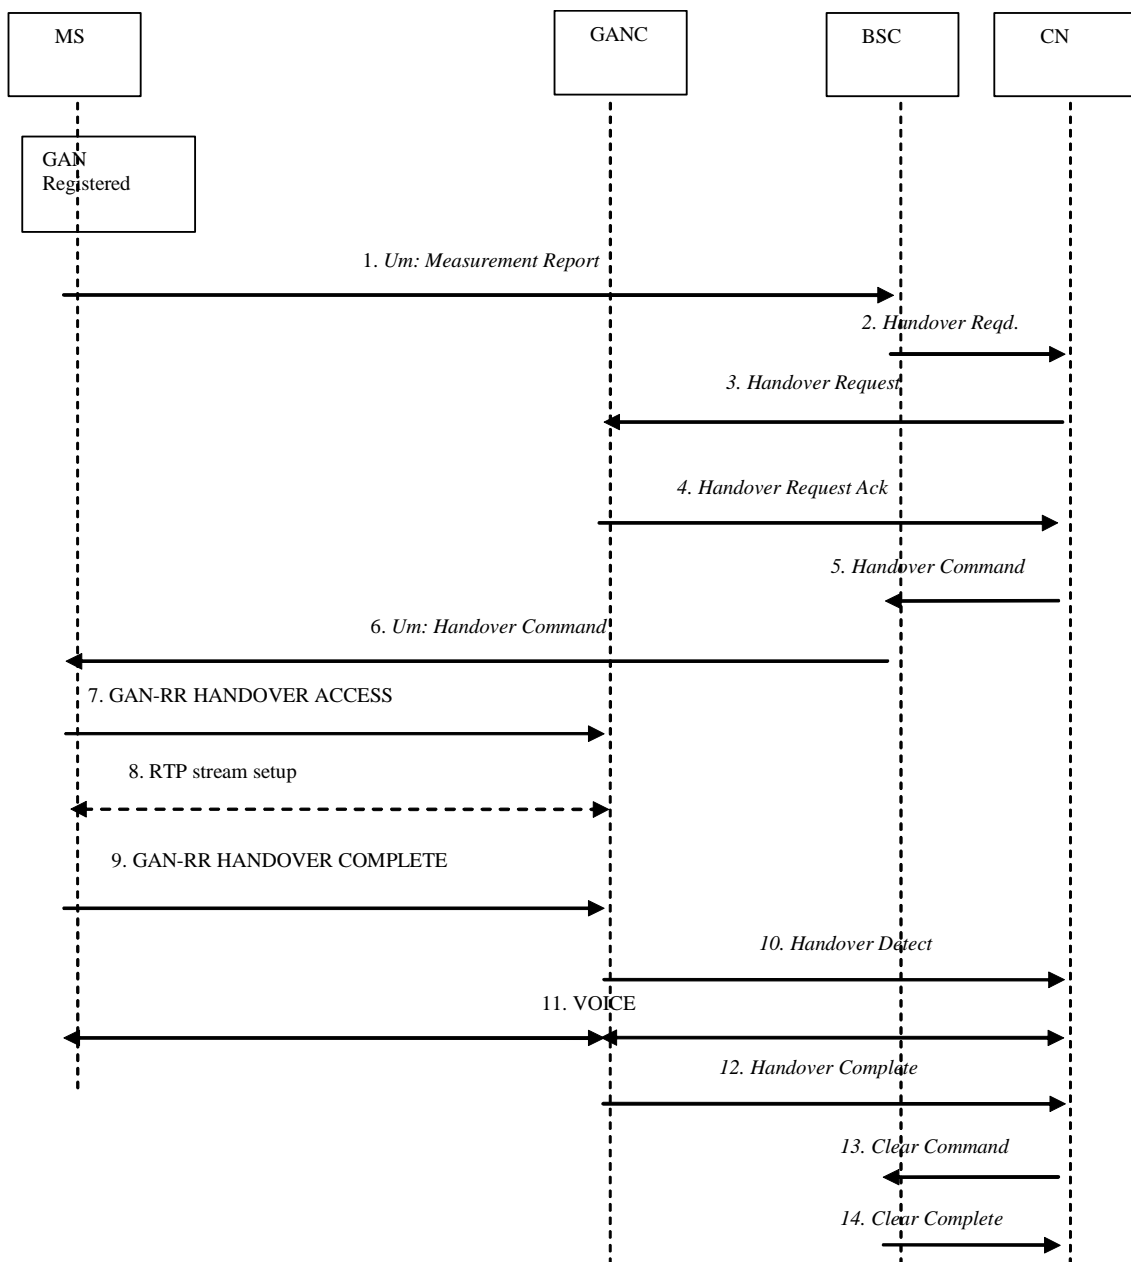 MS
GANC
BSC
CN
GAN
Registered
1. Um: Measurement Report
2. Handover Reqd.
3. Handover Request
4. Handover Request Ack
5. Handover Command
6. Um: Handover Command
7. GAN-RR HANDOVER ACCESS
8. RTP stream setup
9. GAN-RR HANDOVER COMPLETE
10. Handover Detect
11. VOICE
12. Handover Complete
13. Clear Command
14. Clear Complete